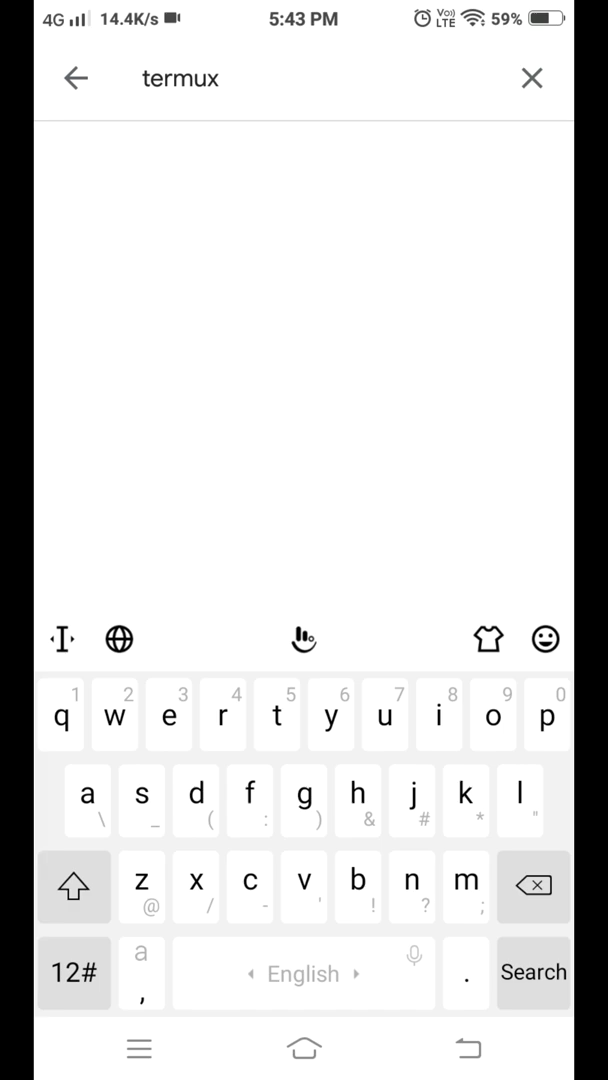 4G 14.4K/s 5:43 PM Vo)) LTE 59%
termux
1 2 3 4 5 6 7 8 9 0
q w e r t y u i o p
a s d f g h j k l
\ _ ( : ) & # * "
z x c v b n m
@ / - ' ! ? ;
12# a , English . Search